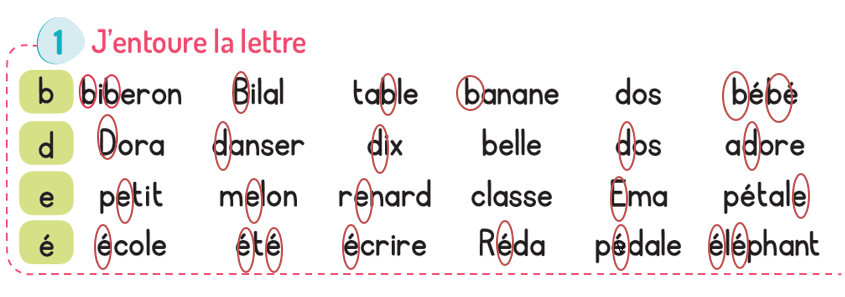 1 J'entoure la lettre
b biberon Bilal table banane dos bébé
d Dora danser dix belle dos adore
e petit melon renard classe Ema pétale
é école été écrire Réda pédale éléphant